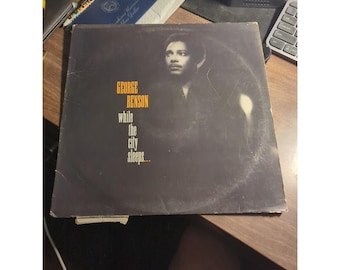 GEORGE
BENSON
while
the
city
sleeps...